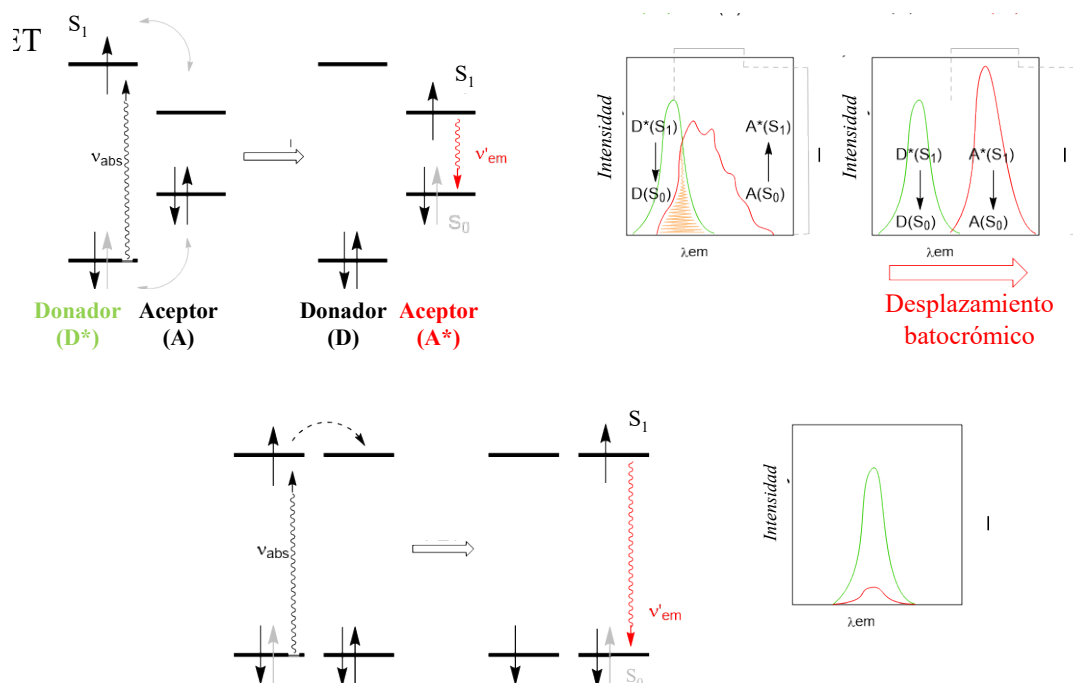 ET
S1
S1
νabs
ν'em
S0
Donador
(D*)
Aceptor
(A)
Donador
(D)
Aceptor
(A*)
Intensidad
D*(S1)
D(S0)
A*(S1)
A(S0)
λem
I
Intensidad
D*(S1)
D(S0)
A*(S1)
A(S0)
λem
I
Desplazamiento
batocrómico
νabs
S1
ν'em
S0
Intensidad
λem
I